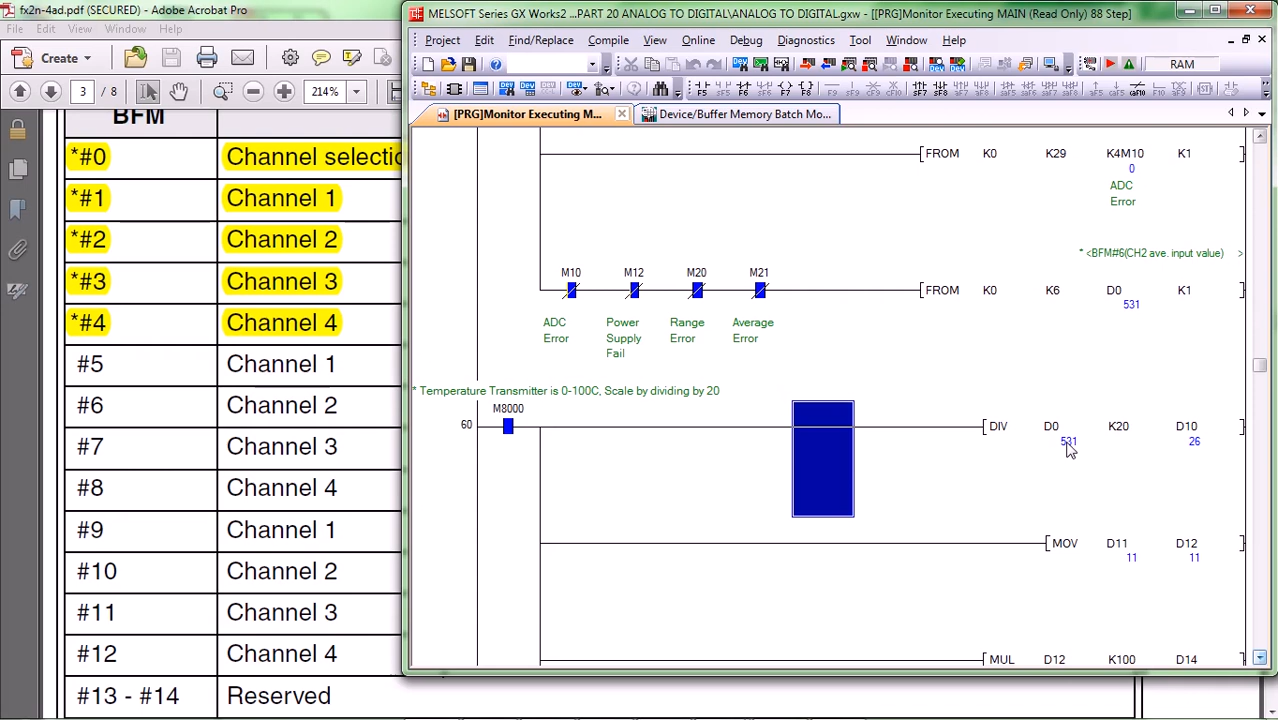 fx2n-4ad.pdf (SECURED) - Adobe Acrobat Pro
File Edit View Window Help
Create
3 / 8 214%
BFM
*#0 Channel selectio
*#1 Channel 1
*#2 Channel 2
*#3 Channel 3
*#4 Channel 4
#5 Channel 1
#6 Channel 2
#7 Channel 3
#8 Channel 4
#9 Channel 1
#10 Channel 2
#11 Channel 3
#12 Channel 4
#13 - #14 Reserved
MELSOFT Series GX Works2 ...PART 20 ANALOG TO DIGITAL\ANALOG TO DIGITAL.gxw - [[PRG]Monitor Executing MAIN (Read Only) 88 Step]
Project Edit Find/Replace Compile View Online Debug Diagnostics Tool Window Help
RAM
[PRG]Monitor Executing M... Device/Buffer Memory Batch Mo...
FROM K0 K29 K4M10 K1
0
ADC
Error
* <BFM#6(CH2 ave. input value) >
M10 M12 M20 M21
FROM K0 K6 D0 K1
531
ADC Power Range Average
Error Supply Error Error
Fail
* Temperature Transmitter is 0-100C, Scale by dividing by 20
M8000
60 DIV D0 K20 D10
531 26
MOV D11 D12
11 11
MUL D12 K100 D14